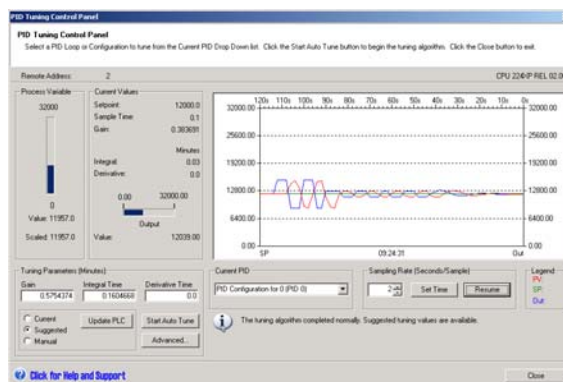 PID Tuning Control Panel
PID Tuning Control Panel
Select a PID Loop or Configuration to tune from the Current PID Drop Down list. Click the Start Auto Tune button to begin the tuning algorithm. Click the Close button to exit.
Remote Address: 2
CPU 224XP REL 02.0
Process Variable
32000
0
Value: 11957.0
Scaled: 11957.0
Current Values
Setpoint: 12000.0
Sample Time: 0.1
Gain: 0.383691
Minutes
Integral: 0.03
Derivative: 0.0
0.00 32000.00
Output
Value: 12039.00
120s 110s 100s 90s 80s 70s 60s 50s 40s 30s 20s 10s 0s
32000.00 32000.00
25600.00 25600.00
19200.00 19200.00
12800.00 12800.00
6400.00 6400.00
0.00 0.00
SP 09:24:31 Out
Tuning Parameters (Minutes)
Gain Integral Time Derivative Time
0.5754374 0.1604668 0.0
Current
Suggested
Manual
Update PLC
Start Auto Tune
Advanced...
Current PID
PID Configuration for 0 (PID 0)
Sampling Rate (Seconds/Sample)
2 Set Time Resume
Legend
PV:
SP:
Out:
The tuning algorithm completed normally. Suggested tuning values are available.
Click for Help and Support
Close